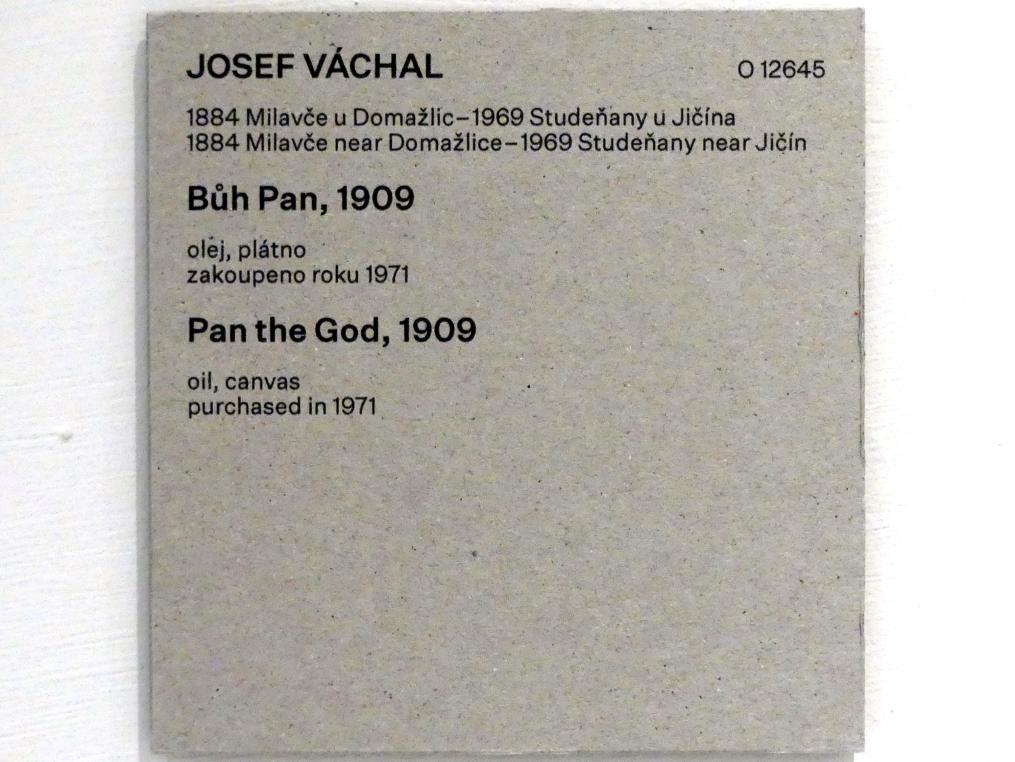 JOSEF VÁCHAL O 12645
1884 Milavče u Domažlic–1969 Studeňany u Jičína
1884 Milavče near Domažlice–1969 Studeňany near Jičín
Bůh Pan, 1909
olej, plátno
zakoupeno roku 1971
Pan the God, 1909
oil, canvas
purchased in 1971